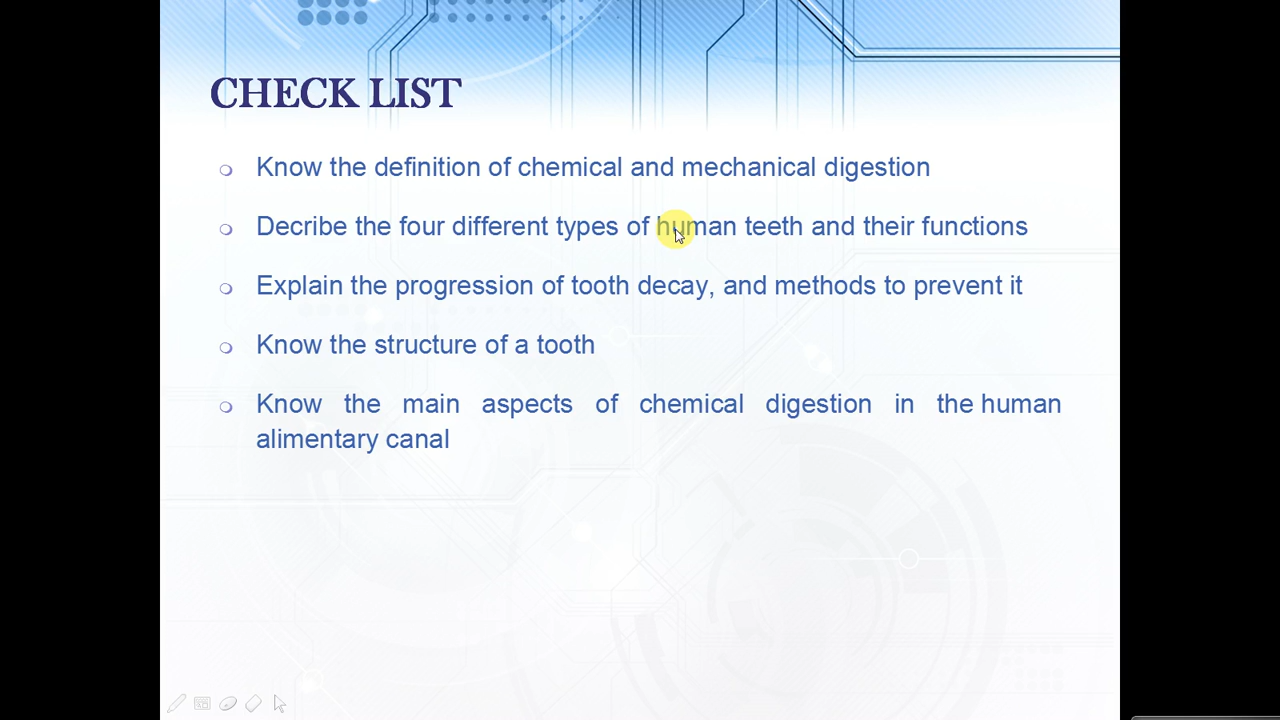 CHECK LIST
Know the definition of chemical and mechanical digestion
Decribe the four different types of human teeth and their functions
Explain the progression of tooth decay, and methods to prevent it
Know the structure of a tooth
Know the main aspects of chemical digestion in the human
alimentary canal